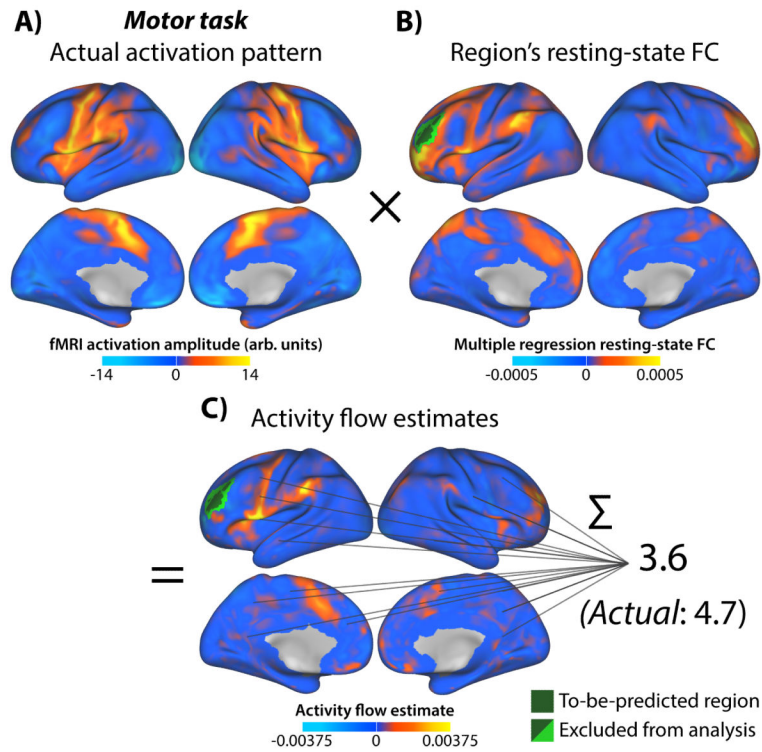 Motor task
A)
Actual activation pattern
B)
Region's resting-state FC
×
fMRI activation amplitude (arb. units)
-14 0 14
Multiple regression resting-state FC
-0.0005 0 0.0005
C)
Activity flow estimates
=
Σ
3.6
(Actual: 4.7)
Activity flow estimate
-0.00375 0 0.00375
To-be-predicted region
Excluded from analysis